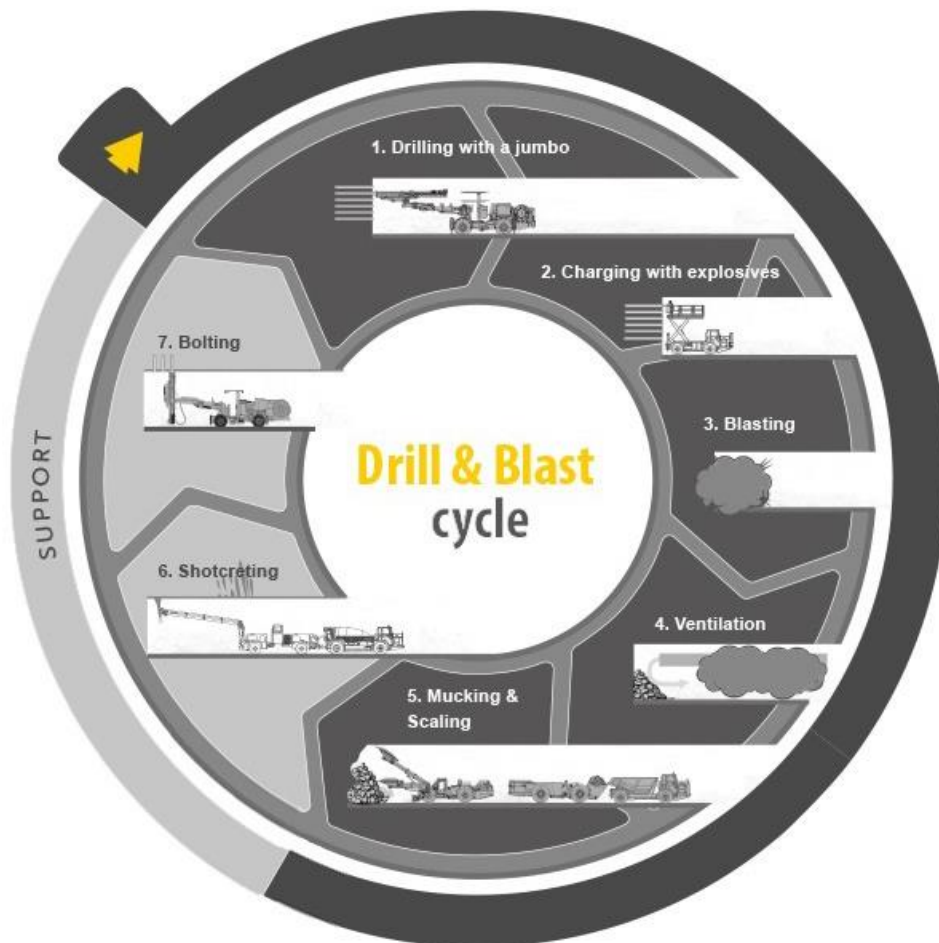 1. Drilling with a jumbo
2. Charging with explosives
3. Blasting
4. Ventilation
5. Mucking &
Scaling
6. Shotcreting
7. Bolting
SUPPORT
Drill & Blast
cycle